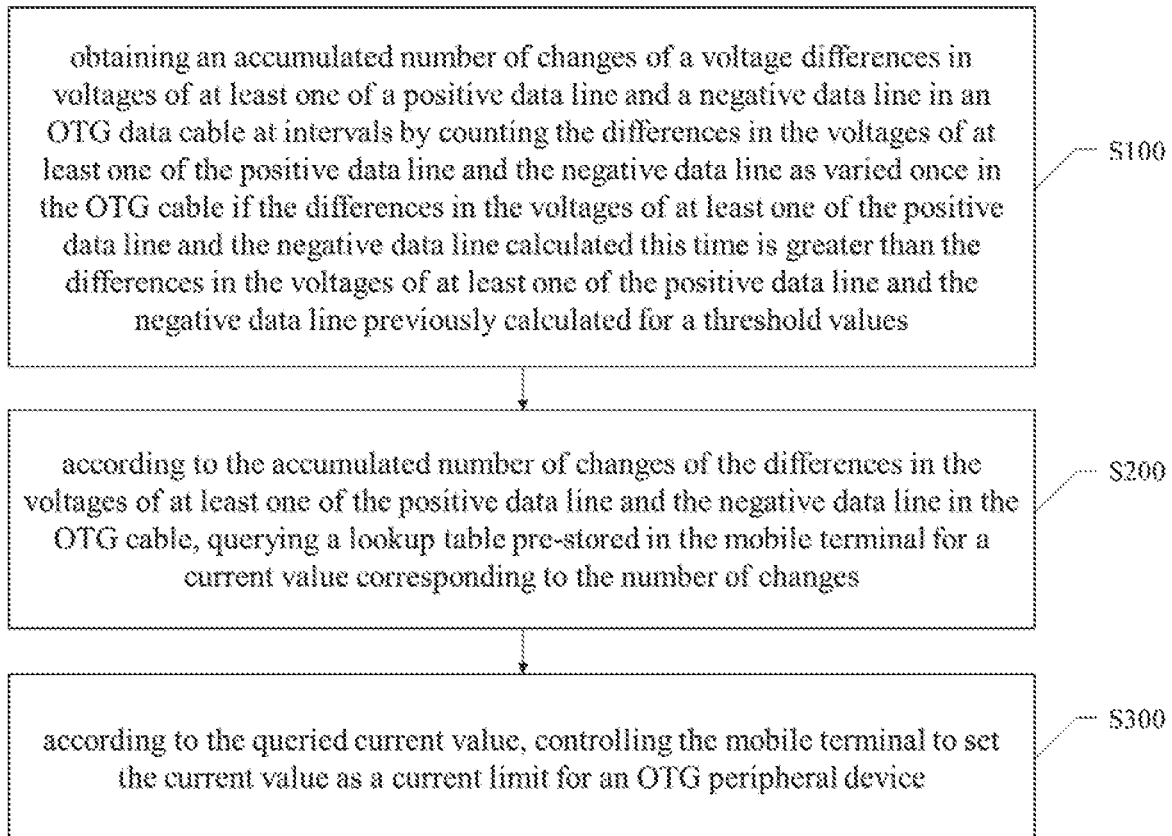 obtaining an accumulated number of changes of a voltage differences in
voltages of at least one of a positive data line and a negative data line in an
OTG data cable at intervals by counting the differences in the voltages of at
least one of the positive data line and the negative data line as varied once in
the OTG cable if the differences in the voltages of at least one of the positive
data line and the negative data line calculated this time is greater than the
differences in the voltages of at least one of the positive data line and the
negative data line previously calculated for a threshold values
S100
according to the accumulated number of changes of the differences in the
voltages of at least one of the positive data line and the negative data line in the
OTG cable, querying a lookup table pre-stored in the mobile terminal for a
current value corresponding to the number of changes
S200
according to the queried current value, controlling the mobile terminal to set
the current value as a current limit for an OTG peripheral device
S300